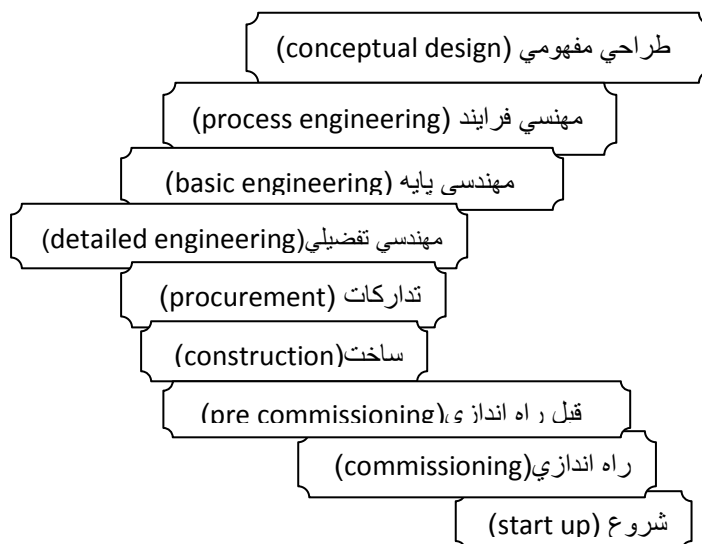 طراحي مفهومي (conceptual design)
مهنسي فرايند (process engineering)
مهندسی پایه (basic engineering)
مهندسي تفضيلي(detailed engineering)
تداركات (procurement)
ساخت(construction)
قبل راه اندازي(pre commissioning)
راه اندازي(commissioning)
شروع (start up)